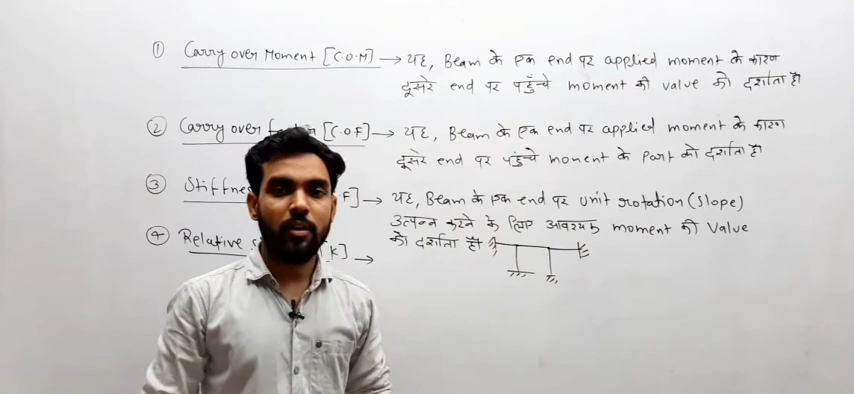 ① Carry over Moment [C·O·M] → यह, Beam के एक end पर applied moment के कारण
दूसरे end पर पहुँचे moment की value को दर्शाता है।
② Carry over [C·O·F] → यह, Beam के एक end पर applied moment के कारण
दूसरे end पर पहुंचे moment के Part को दर्शाता है।
③ F] → यह, Beam के एक end पर unit rotation (slope)
उत्पन्न करने के लिए आवश्यक moment की Value
④ Relative K] →
को दर्शाता है।